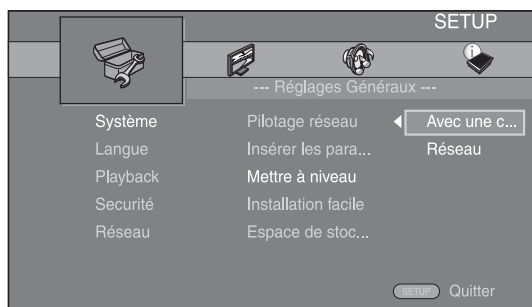 SETUP
--- Réglages Généraux ---
Système Pilotage réseau Avec une c...
Langue Insérer les para... Réseau
Playback Mettre à niveau
Securité Installation facile
Réseau Espace de stoc...
SETUP Quitter